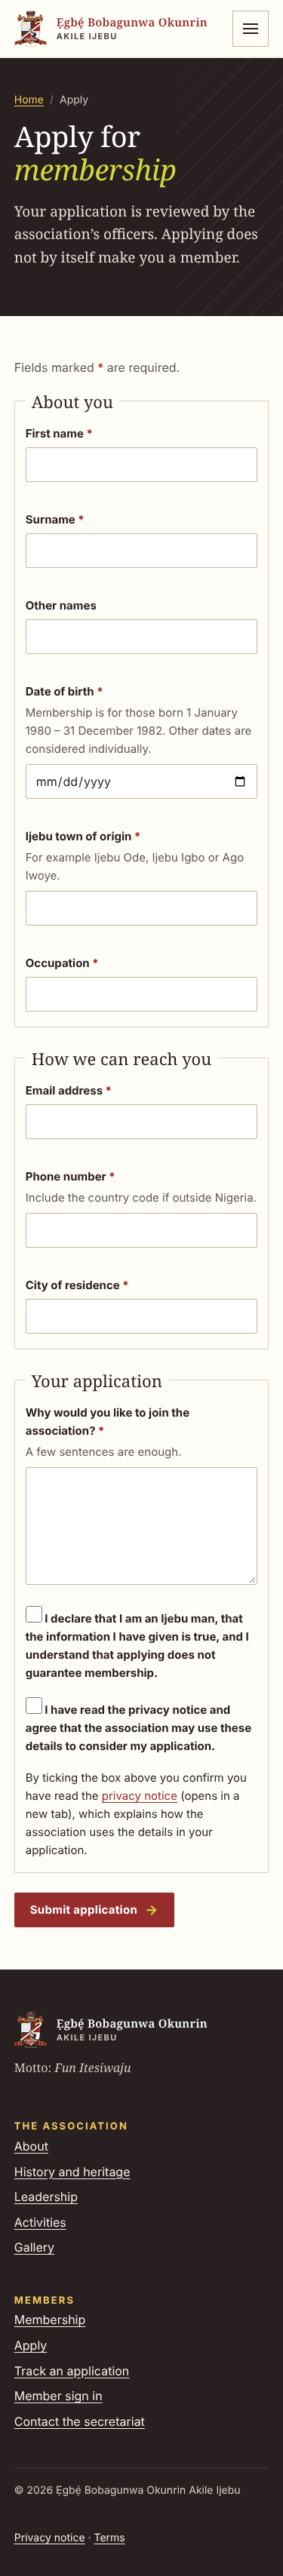 Ẹgbẹ́ Bobagunwa Okunrin
AKILE IJEBU
Home / Apply
Apply for
membership
Your application is reviewed by the
association’s officers. Applying does
not by itself make you a member.
Fields marked * are required.
About you
First name *
Surname *
Other names
Date of birth *
Membership is for those born 1 January
1980 – 31 December 1982. Other dates are
considered individually.
mm/dd/yyyy
Ijebu town of origin *
For example Ijebu Ode, Ijebu Igbo or Ago
Iwoye.
Occupation *
How we can reach you
Email address *
Phone number *
Include the country code if outside Nigeria.
City of residence *
Your application
Why would you like to join the
association? *
A few sentences are enough.
I declare that I am an Ijebu man, that
the information I have given is true, and I
understand that applying does not
guarantee membership.
I have read the privacy notice and
agree that the association may use these
details to consider my application.
By ticking the box above you confirm you
have read the privacy notice (opens in a
new tab), which explains how the
association uses the details in your
application.
Submit application →
Ẹgbẹ́ Bobagunwa Okunrin
AKILE IJEBU
Motto: Fun Itesiwaju
THE ASSOCIATION
About
History and heritage
Leadership
Activities
Gallery
MEMBERS
Membership
Apply
Track an application
Member sign in
Contact the secretariat
© 2026 Ẹgbẹ́ Bobagunwa Okunrin Akile Ijebu
Privacy notice · Terms